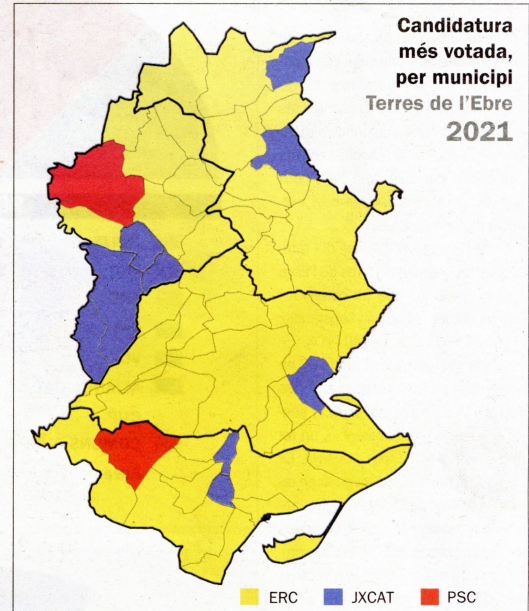 Candidatura
més votada,
per municipi
Terres de l'Ebre
2021
ERC JXCAT PSC